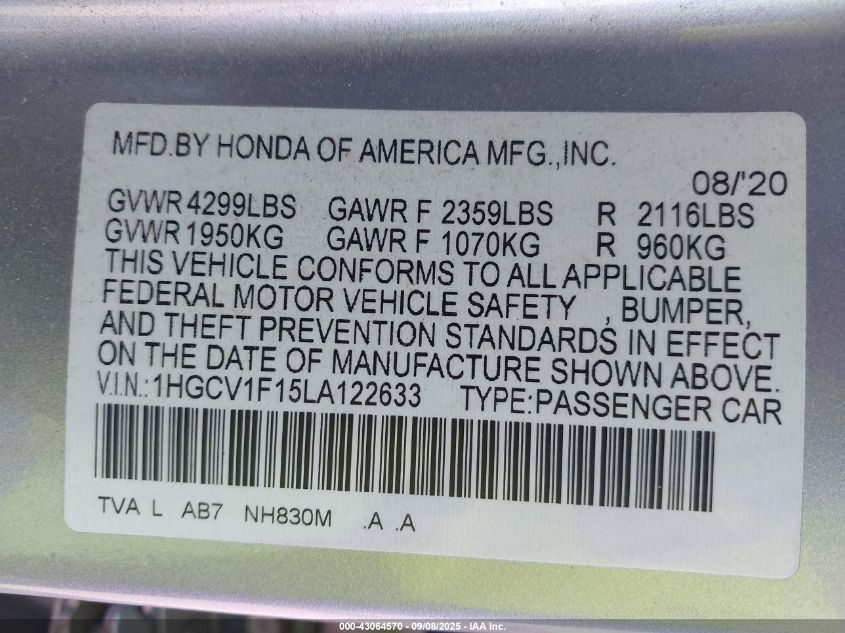 MFD.BY HONDA OF AMERICA MFG.,INC.
08/'20
GVWR 4299LBS GAWR F 2359LBS R 2116LBS
GVWR 1950KG GAWR F 1070KG R 960KG
THIS VEHICLE CONFORMS TO ALL APPLICABLE
FEDERAL MOTOR VEHICLE SAFETY , BUMPER,
AND THEFT PREVENTION STANDARDS IN EFFECT
ON THE DATE OF MANUFACTURE SHOWN ABOVE.
V.I.N.:1HGCV1F15LA122633 TYPE:PASSENGER CAR
TVA L AB7 NH830M .A .A
000-43064570 - 09/08/2025 - IAA Inc.